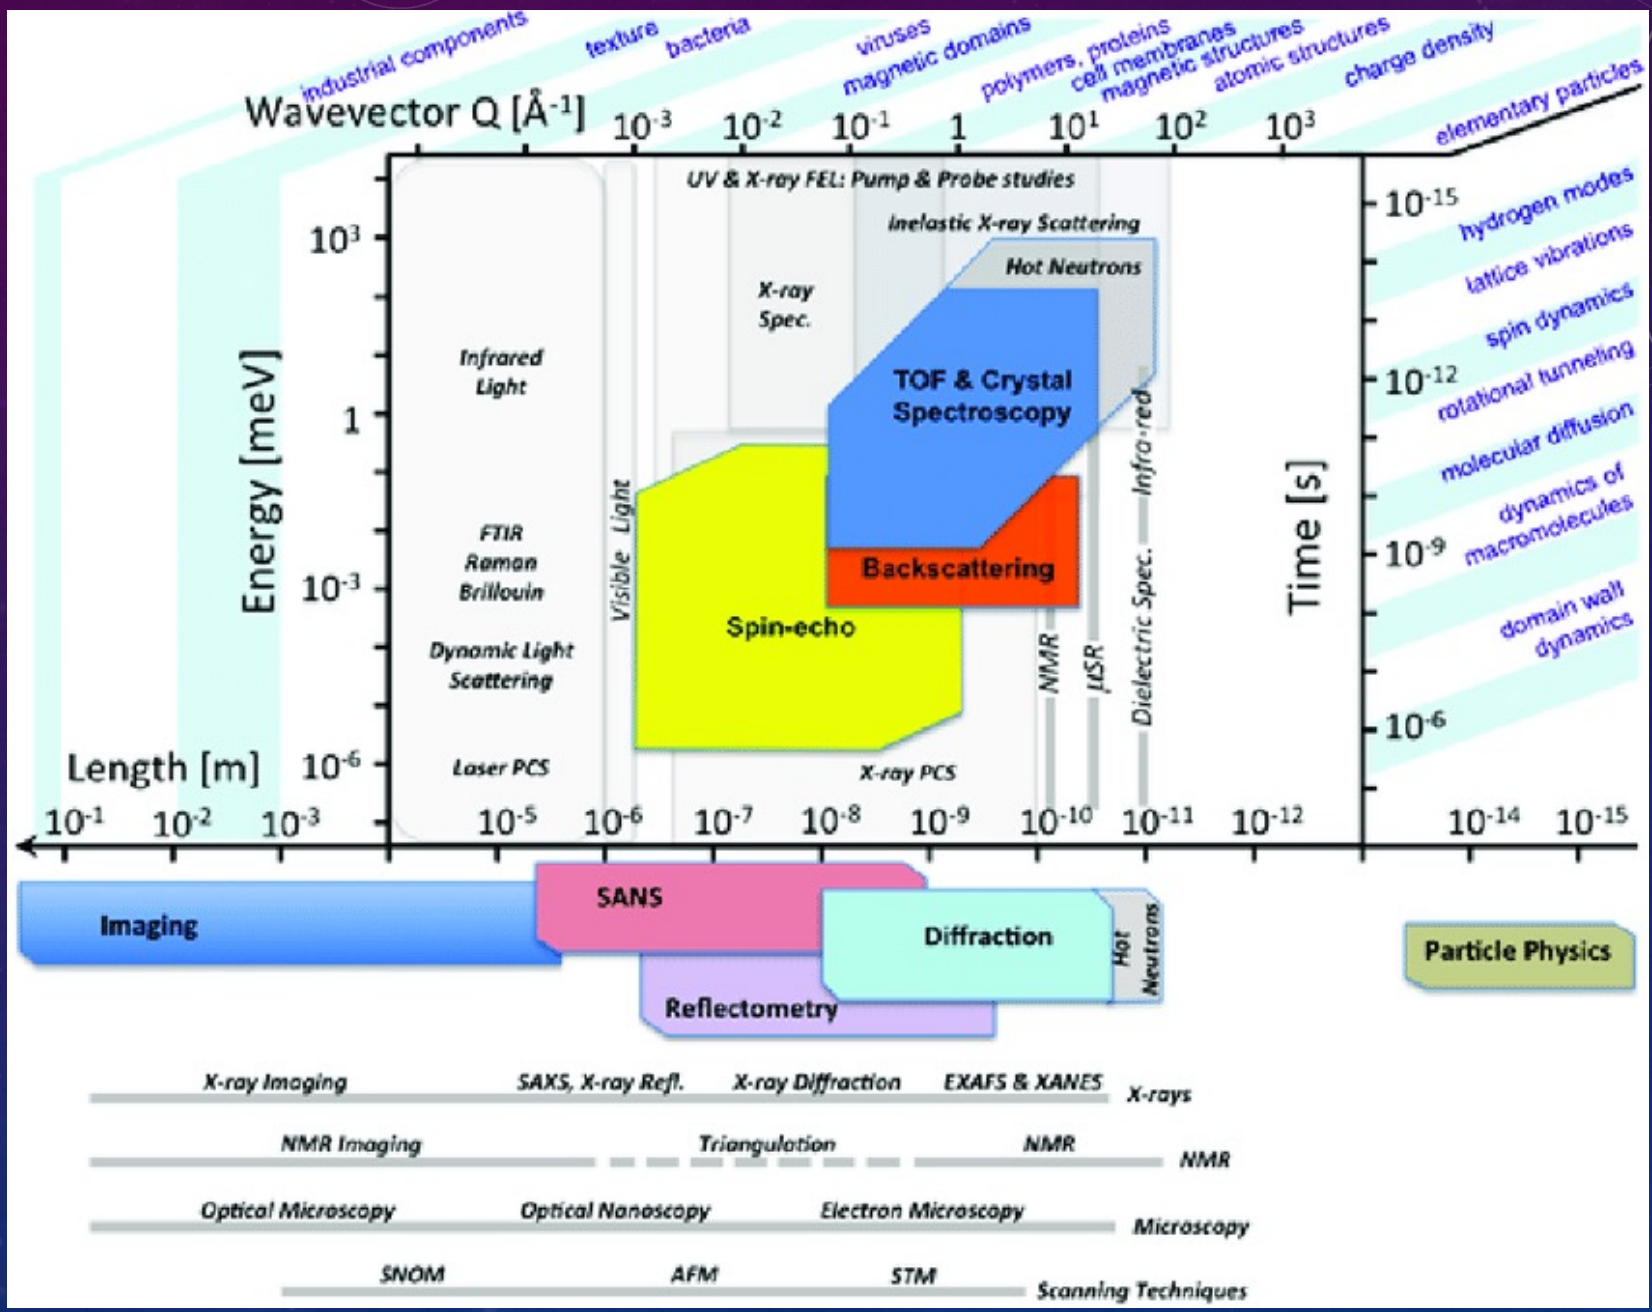 industrial components
texture
bacteria
viruses
magnetic domains
polymers, proteins
cell membranes
magnetic structures
atomic structures
charge density
elementary particles
Wavevector Q [Å-1]
10-3 10-2 10-1 1 101 102 103
UV & X-ray FEL: Pump & Probe studies
Inelastic X-ray Scattering
Hot Neutrons
X-ray
Spec.
TOF & Crystal
Spectroscopy
Infrared
Light
FTIR
Raman
Brillouin
Dynamic Light
Scattering
Laser PCS
Visible Light
Spin-echo
Backscattering
X-ray PCS
NMR
µSR
Dielectric Spec.
Infra-red
Energy [meV]
103
1
10-3
10-6
Time [s]
10-15
10-12
10-9
10-6
hydrogen modes
lattice vibrations
spin dynamics
rotational tunneling
molecular diffusion
dynamics of
macromolecules
domain wall
dynamics
Length [m]
10-1 10-2 10-3 10-5 10-6 10-7 10-8 10-9 10-10 10-11 10-12 10-14 10-15
Imaging
SANS
Diffraction
Hot
Neutrons
Reflectometry
Particle Physics
X-ray Imaging SAXS, X-ray Refl. X-ray Diffraction EXAFS & XANES
X-rays
NMR Imaging Triangulation NMR
NMR
Optical Microscopy Optical Nanoscopy Electron Microscopy
Microscopy
SNOM AFM STM
Scanning Techniques